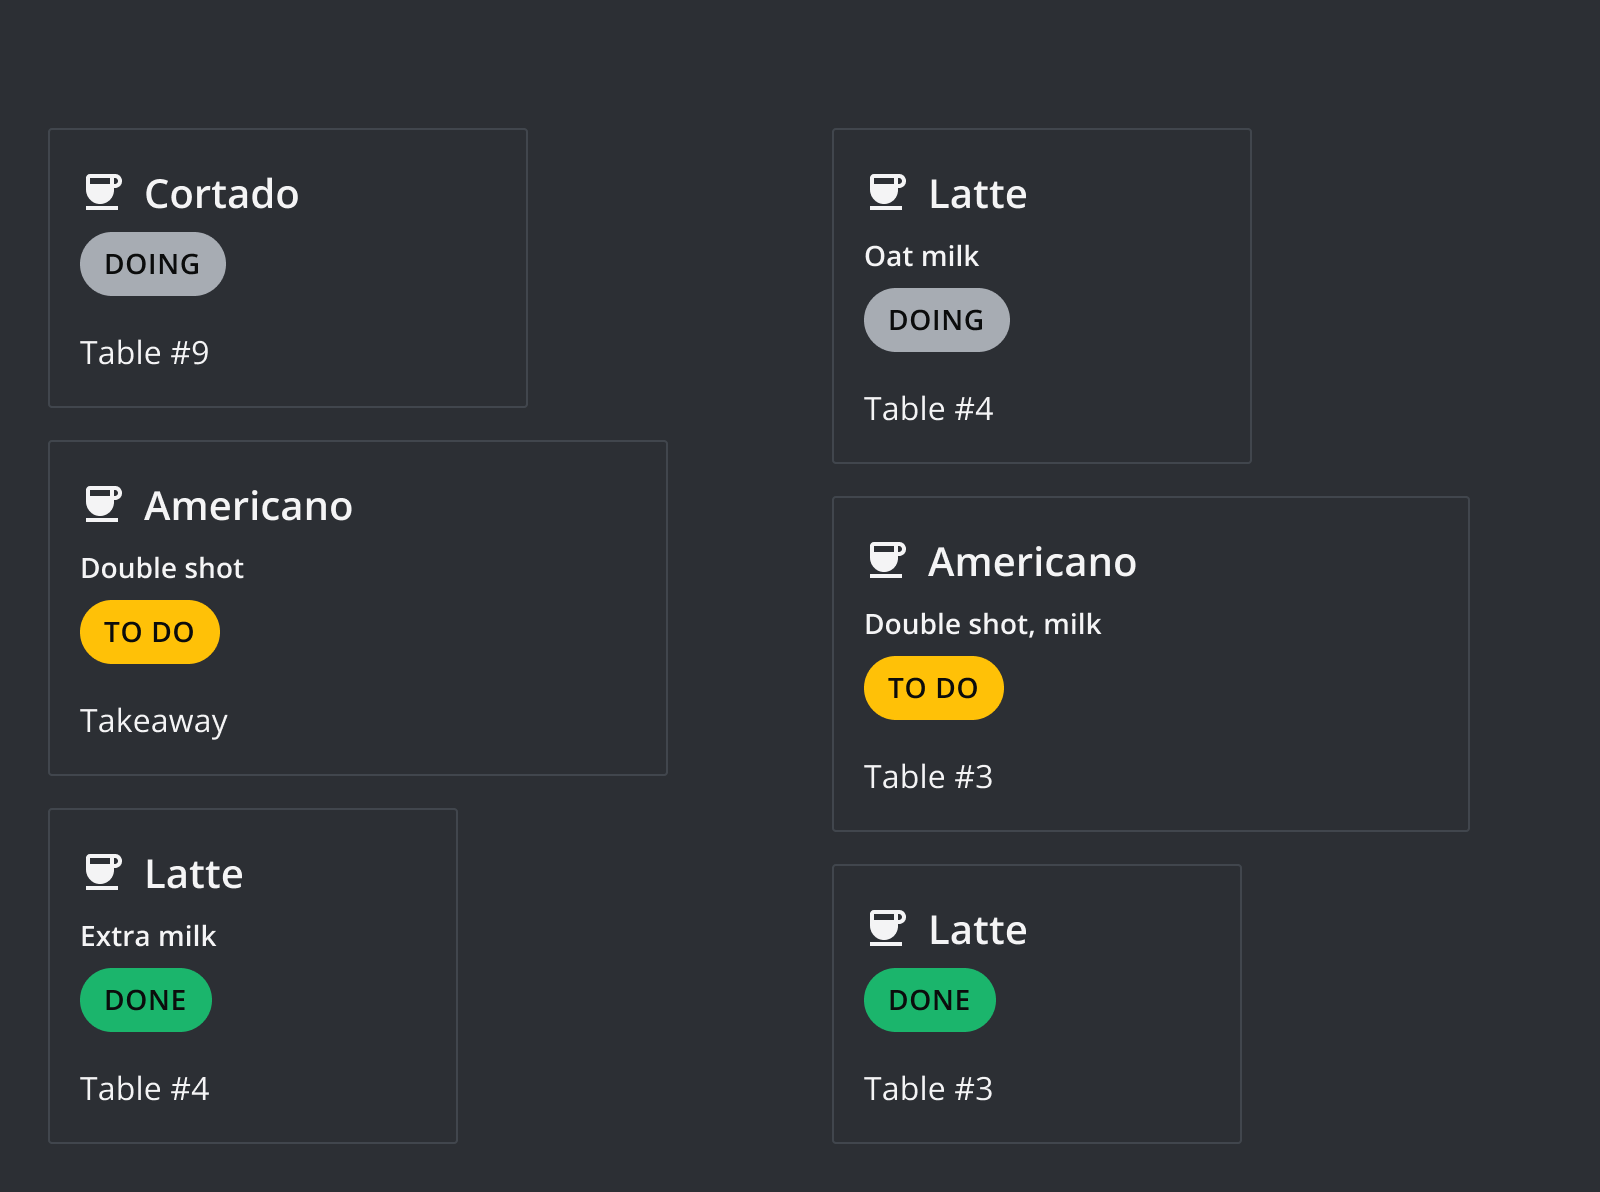 Cortado
DOING
Table #9
Americano
Double shot
TO DO
Takeaway
Latte
Extra milk
DONE
Table #4
Latte
Oat milk
DOING
Table #4
Americano
Double shot, milk
TO DO
Table #3
Latte
DONE
Table #3